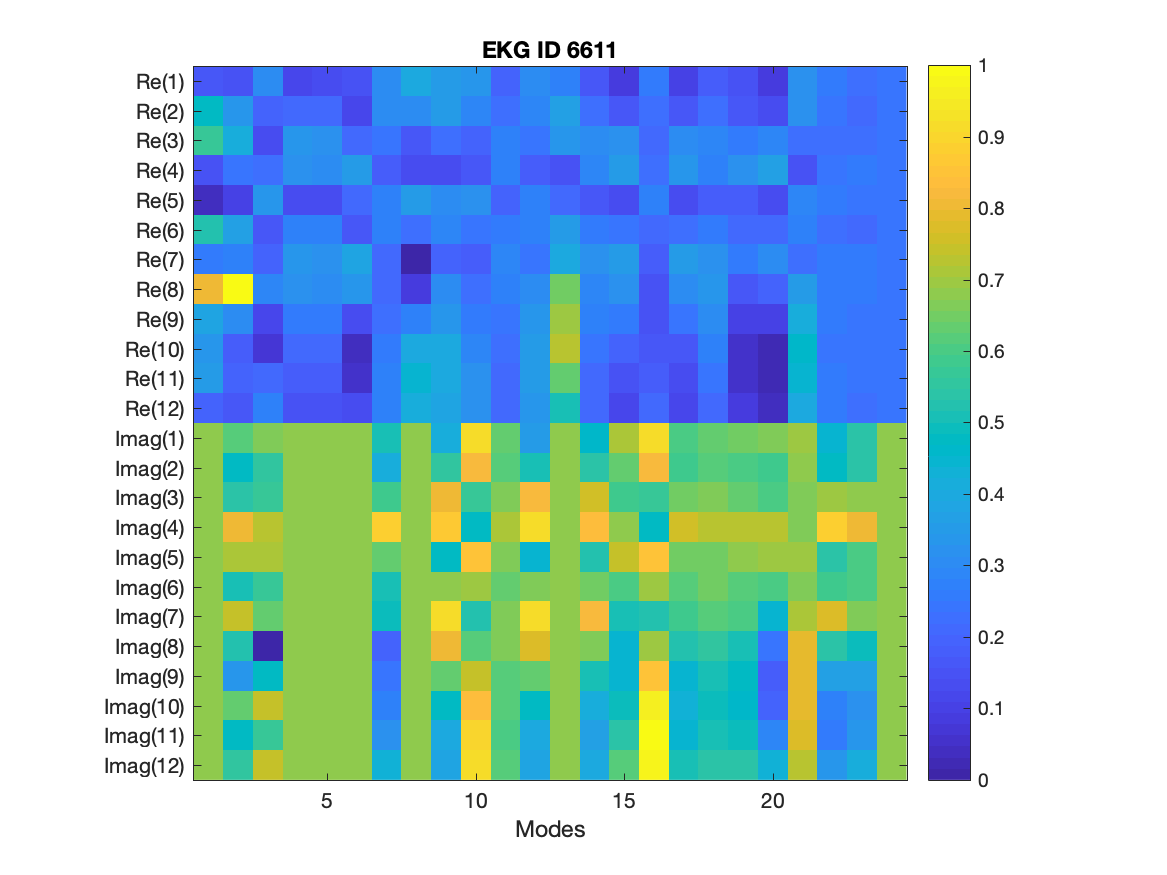 EKG ID 6611
Re(1)
Re(2)
Re(3)
Re(4)
Re(5)
Re(6)
Re(7)
Re(8)
Re(9)
Re(10)
Re(11)
Re(12)
Imag(1)
Imag(2)
Imag(3)
Imag(4)
Imag(5)
Imag(6)
Imag(7)
Imag(8)
Imag(9)
Imag(10)
Imag(11)
Imag(12)
5 10 15 20
Modes
1
0.9
0.8
0.7
0.6
0.5
0.4
0.3
0.2
0.1
0